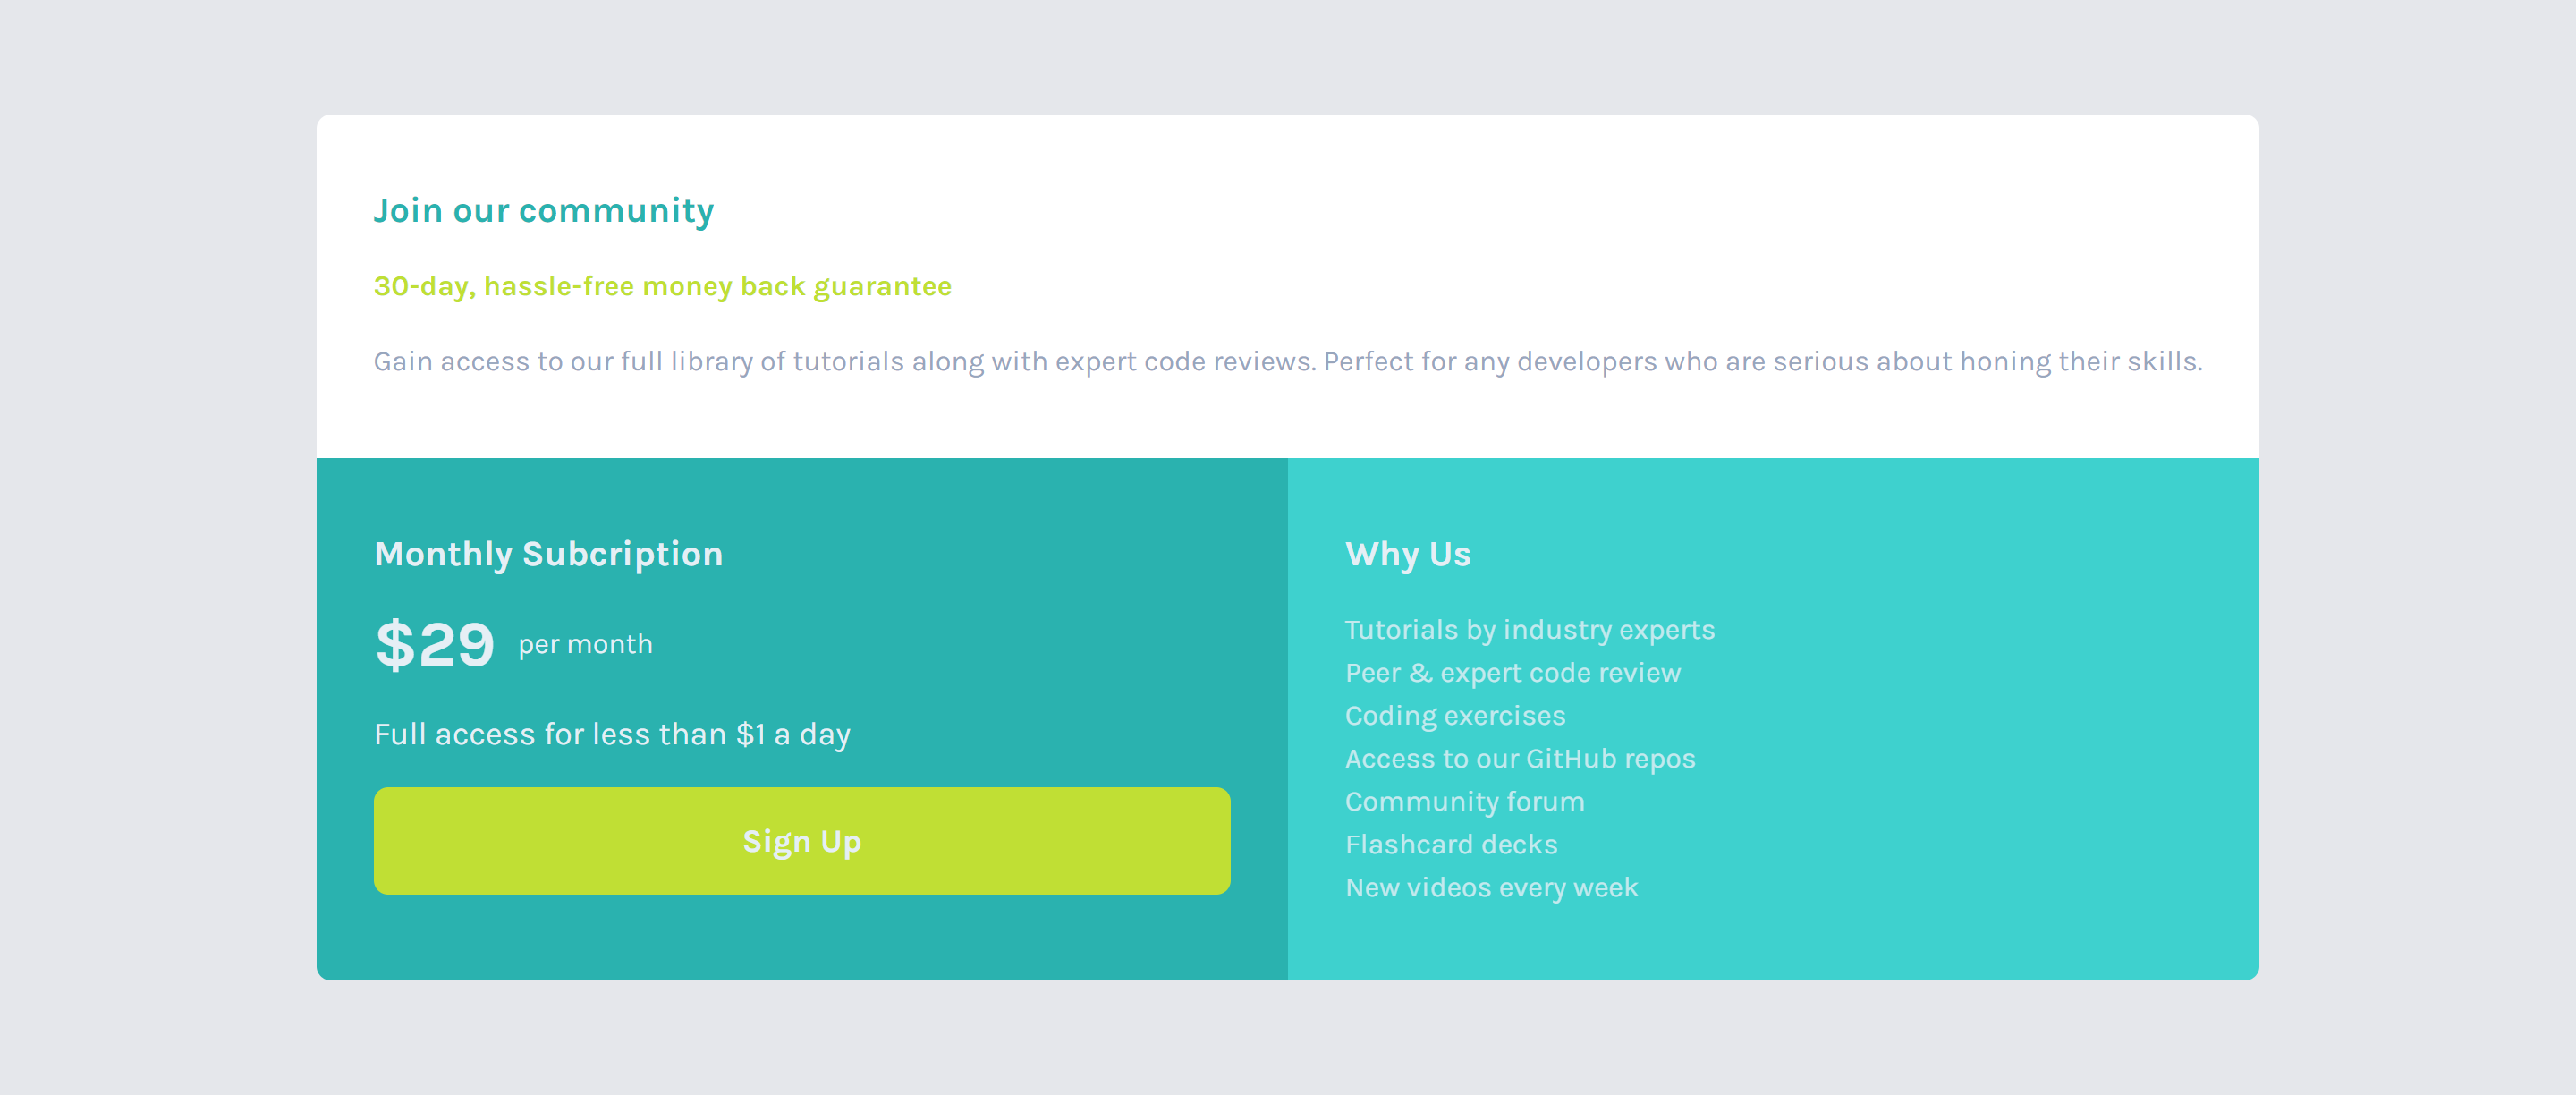 Join our community
30-day, hassle-free money back guarantee
Gain access to our full library of tutorials along with expert code reviews. Perfect for any developers who are serious about honing their skills.
Monthly Subcription
$29 per month
Full access for less than $1 a day
Sign Up
Why Us
Tutorials by industry experts
Peer & expert code review
Coding exercises
Access to our GitHub repos
Community forum
Flashcard decks
New videos every week